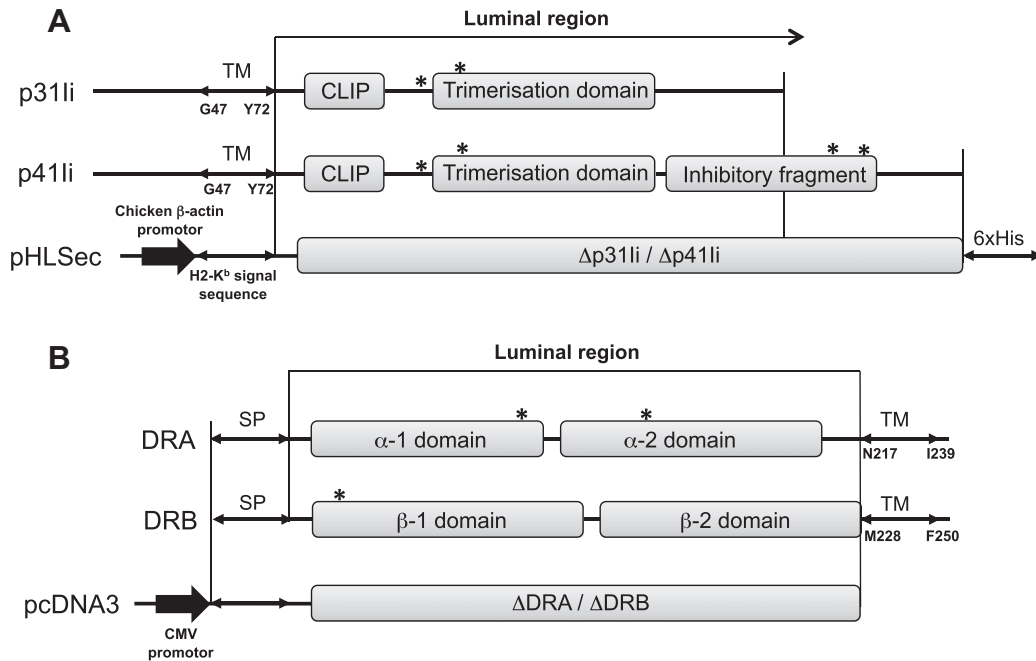 A
Luminal region
* *
p31Ii TM CLIP Trimerisation domain
G47 Y72
* * * *
p41Ii TM CLIP Trimerisation domain Inhibitory fragment
G47 Y72
Chicken β-actin
promotor
pHLSec Δp31Ii / Δp41Ii 6xHis
H2-Kᵇ signal
sequence
B
Luminal region
* *
DRA SP α-1 domain α-2 domain TM
N217 I239
*
DRB SP β-1 domain β-2 domain TM
M228 F250
pcDNA3 ΔDRA / ΔDRB
CMV
promotor